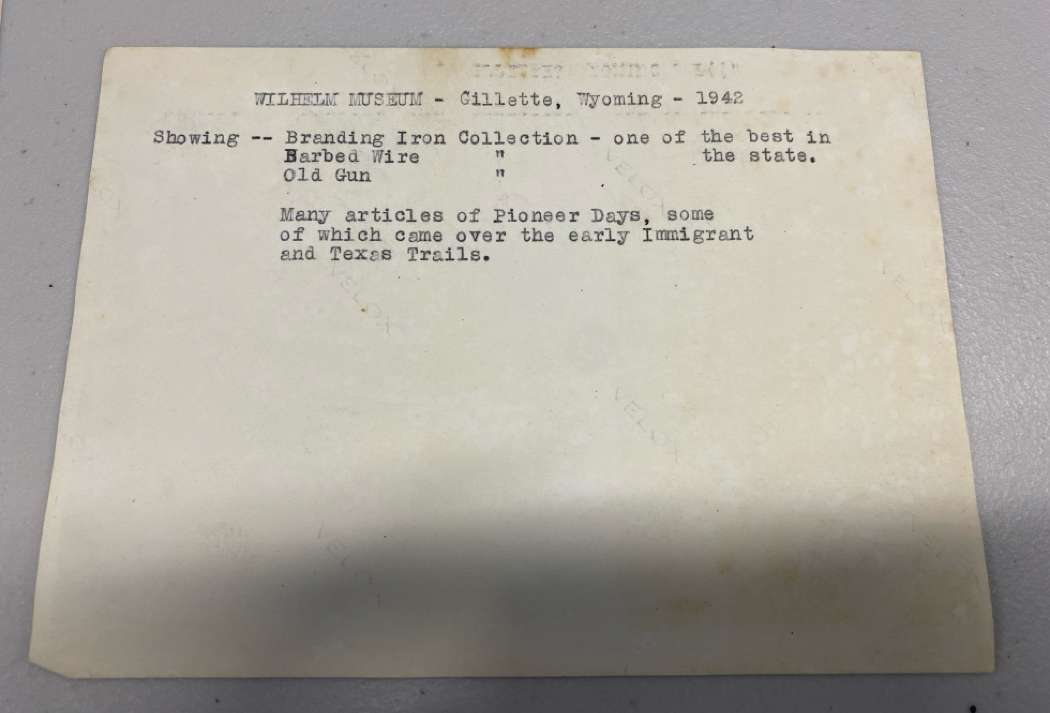 WILHELM MUSEUM - Gillette, Wyoming - 1942
Showing -- Branding Iron Collection - one of the best in
Barbed Wire " the state.
Old Gun "
Many articles of Pioneer Days, some
of which came over the early Immigrant
and Texas Trails.